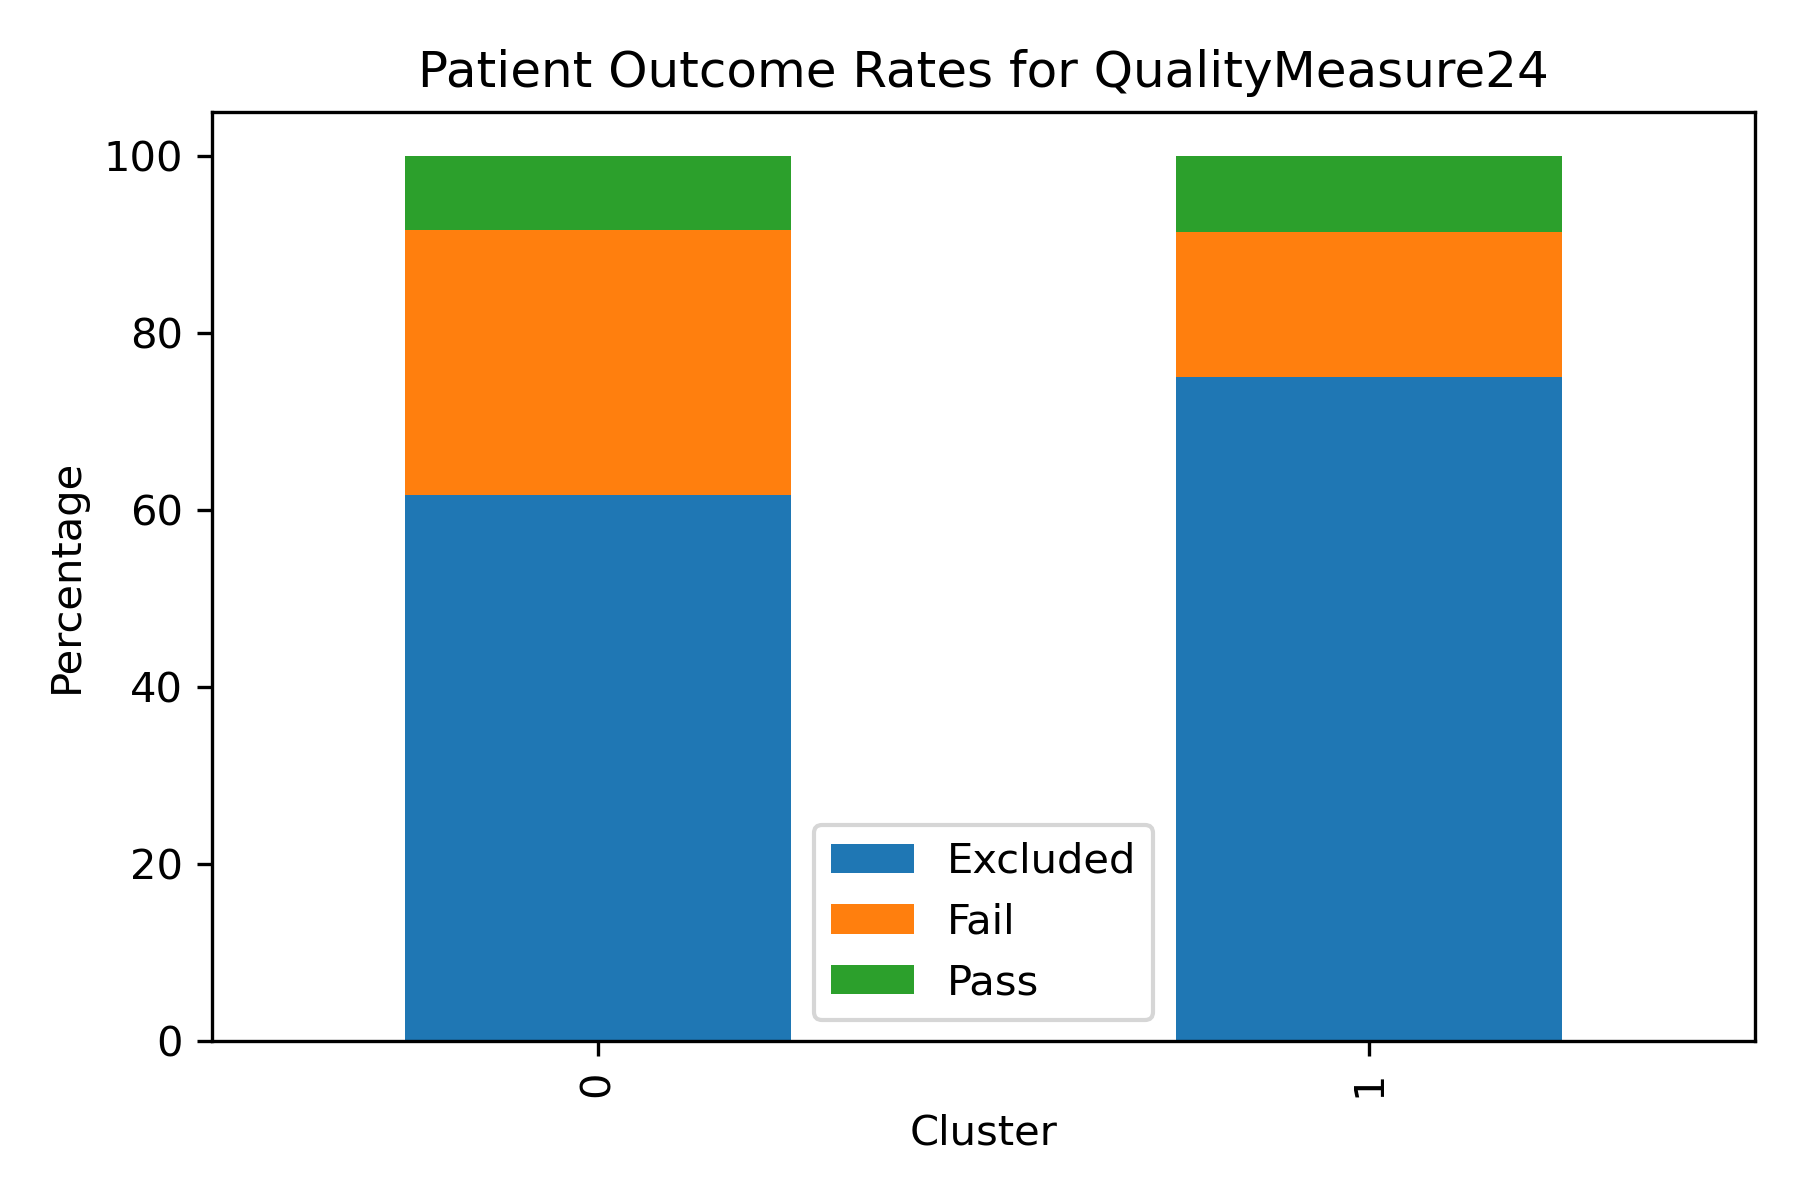 Patient Outcome Rates for QualityMeasure24
100
80
60
40
20
0
Percentage
Excluded
Fail
Pass
0
1
Cluster